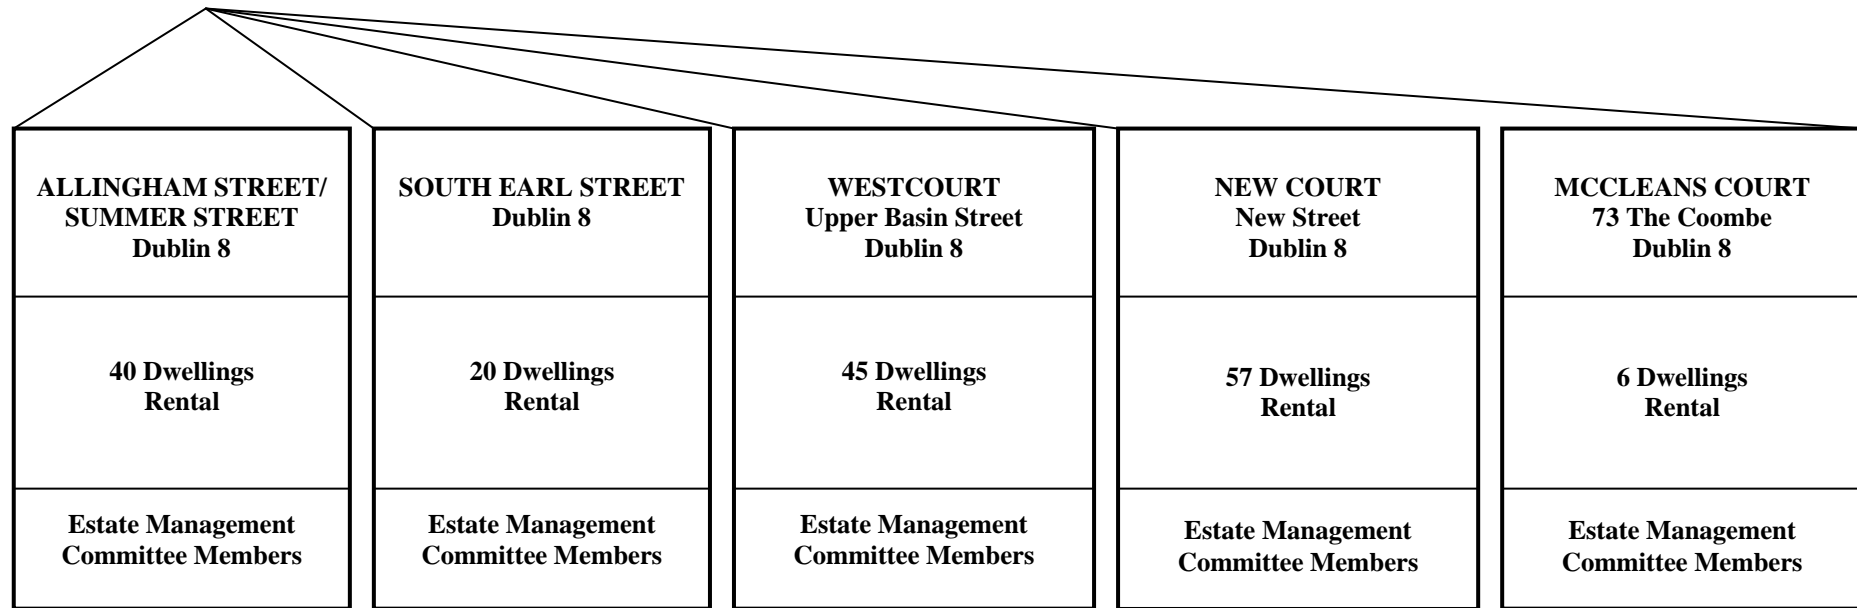 ALLINGHAM STREET/
SUMMER STREET
Dublin 8
40 Dwellings
Rental
Estate Management
Committee Members
SOUTH EARL STREET
Dublin 8
20 Dwellings
Rental
Estate Management
Committee Members
WESTCOURT
Upper Basin Street
Dublin 8
45 Dwellings
Rental
Estate Management
Committee Members
NEW COURT
New Street
Dublin 8
57 Dwellings
Rental
Estate Management
Committee Members
MCCLEANS COURT
73 The Coombe
Dublin 8
6 Dwellings
Rental
Estate Management
Committee Members